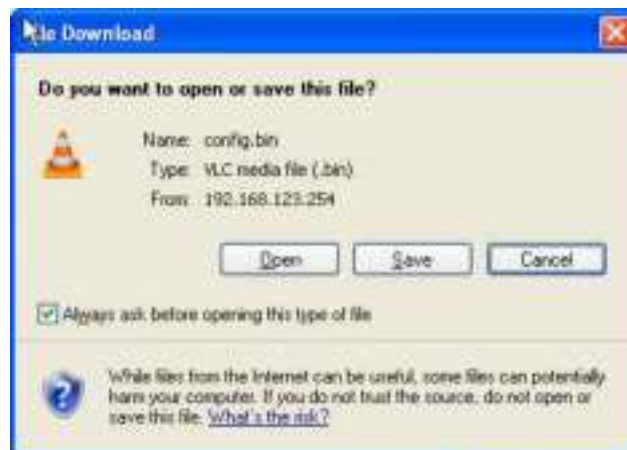 File Download
Do you want to open or save this file?
Name: config.bin
Type: VLC media file (.bin)
From: 192.168.123.254
Open Save Cancel
Always ask before opening this type of file
While files from the Internet can be useful, some files can potentially
harm your computer. If you do not trust the source, do not open or
save this file. What's the risk?